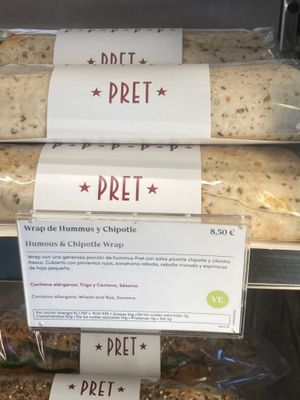 PRET
★ PRET ★
★ PRET ★
Wrap de Hummus y Chipotle 8.50 €
Humous & Chipotle Wrap
Wrap con una generosa porción de hummus Pret con salsa picante chipotle y cilantro
fresco. Cubierto con pimientos rojos, zanahoria rallada, cebolla morada y espinacas
de hoja pequeña.
Contiene alérgenos: Trigo y Centeno, Sésamo
Contains allergens: Wheat and Rye, Sesame
VE.
PRET
PRET